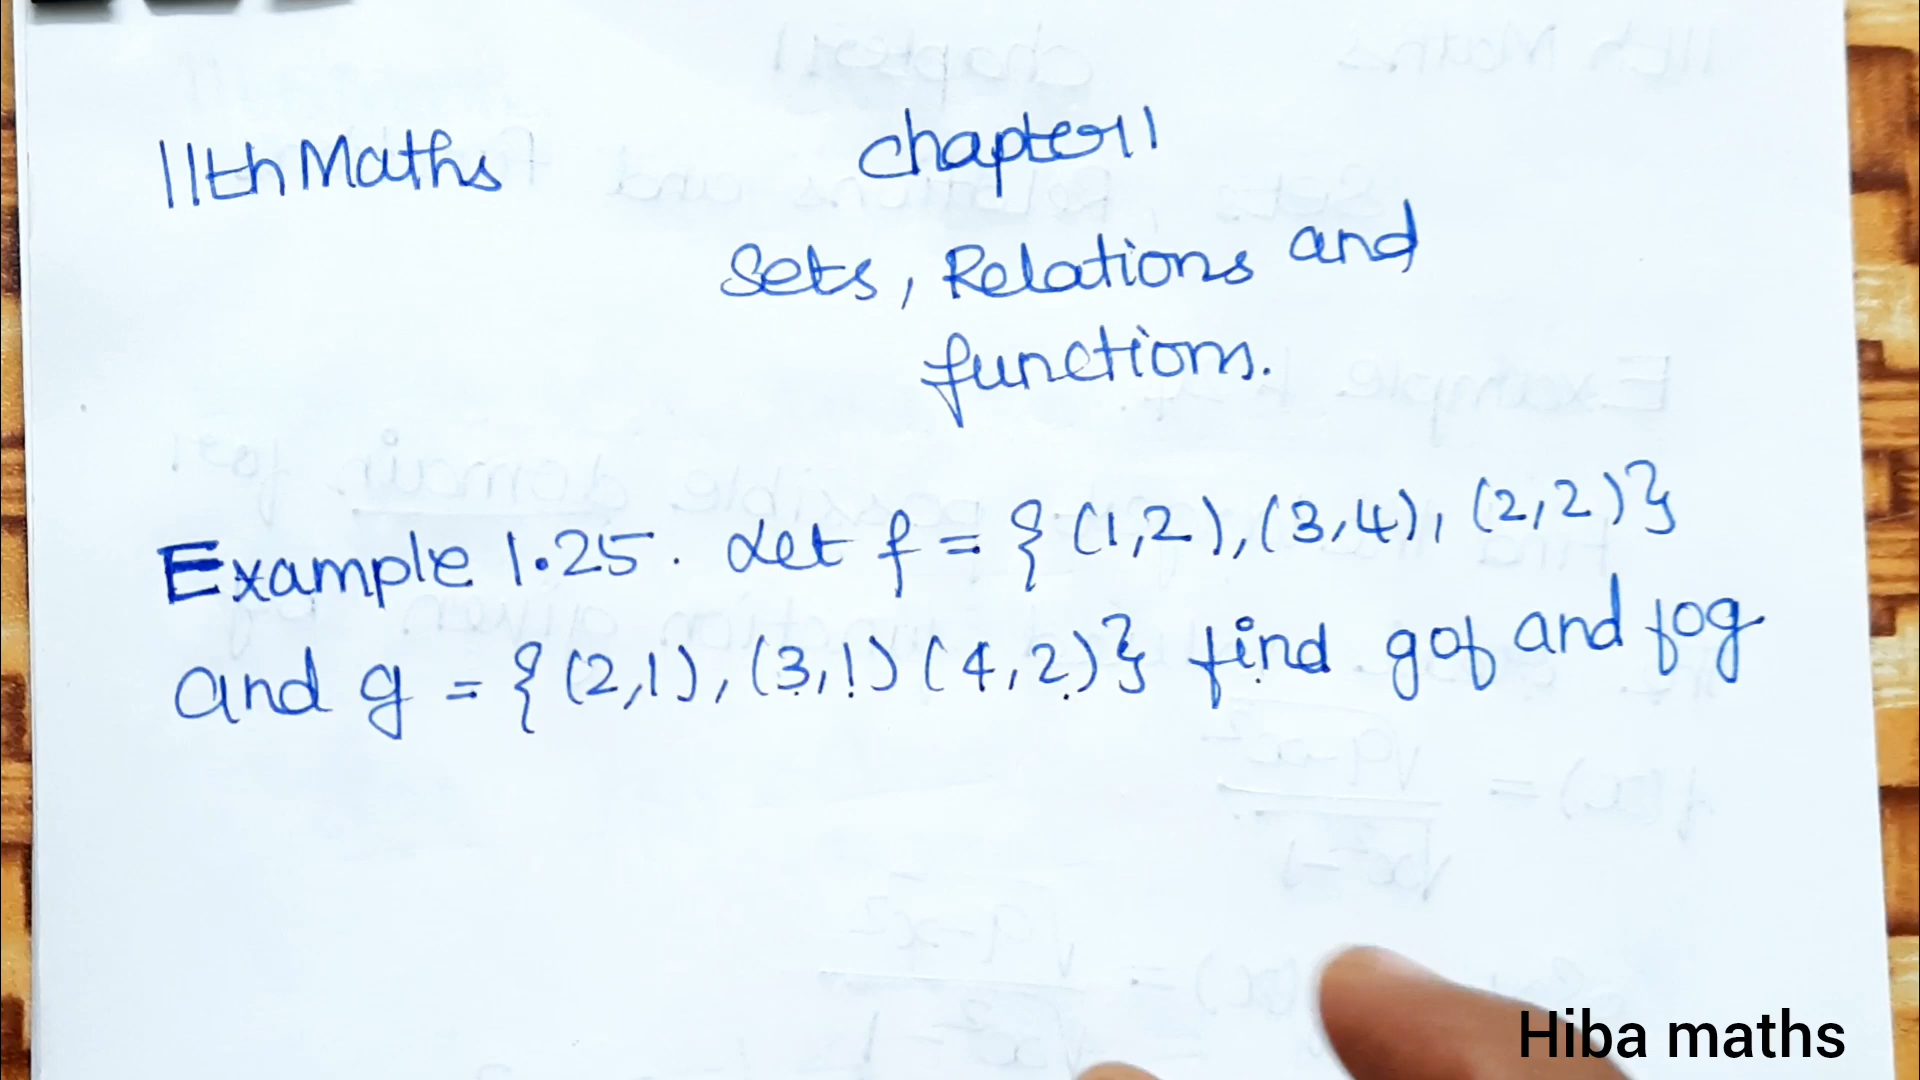 11th Maths
chapter 1
Sets, Relations and
functions.
Example 1.25. Let f = {(1,2),(3,4),(2,2)}
and g = {(2,1),(3,1)(4,2)} find gof and fog
Hiba maths